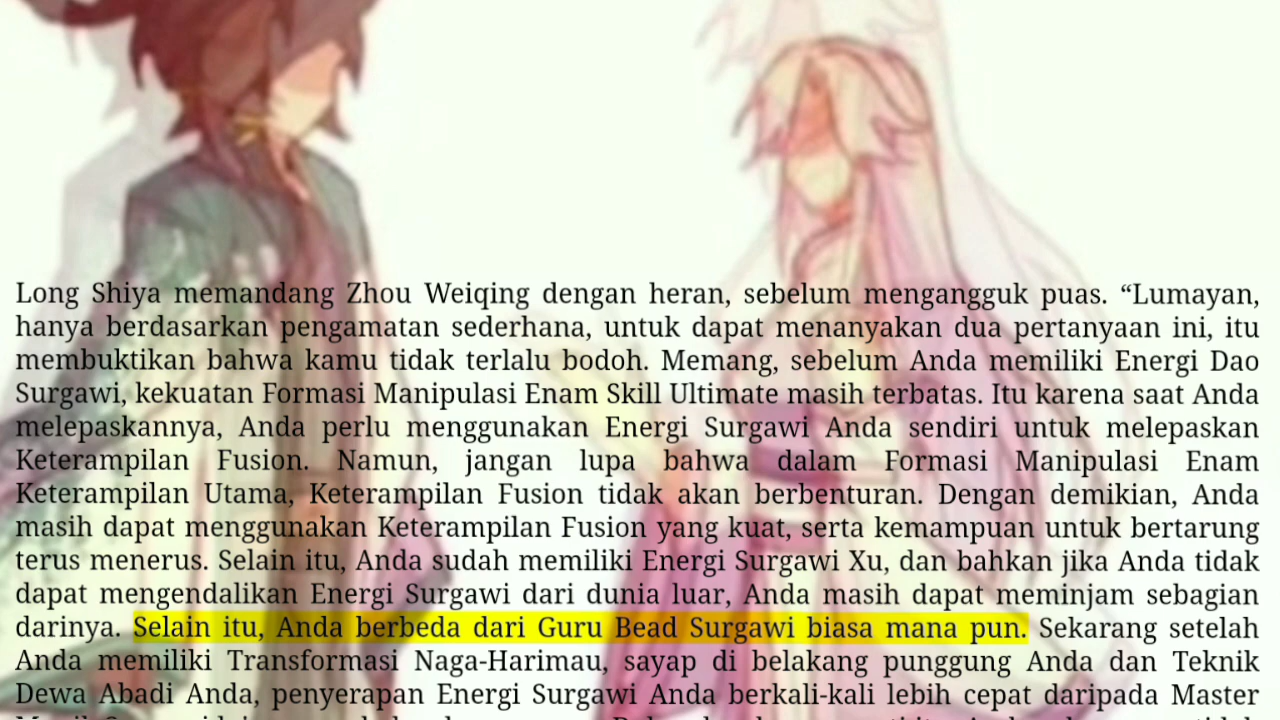 Long Shiya memandang Zhou Weiqing dengan heran, sebelum mengangguk puas. “Lumayan,
hanya berdasarkan pengamatan sederhana, untuk dapat menanyakan dua pertanyaan ini, itu
membuktikan bahwa kamu tidak terlalu bodoh. Memang, sebelum Anda memiliki Energi Dao
Surgawi, kekuatan Formasi Manipulasi Enam Skill Ultimate masih terbatas. Itu karena saat Anda
melepaskannya, Anda perlu menggunakan Energi Surgawi Anda sendiri untuk melepaskan
Keterampilan Fusion. Namun, jangan lupa bahwa dalam Formasi Manipulasi Enam
Keterampilan Utama, Keterampilan Fusion tidak akan berbenturan. Dengan demikian, Anda
masih dapat menggunakan Keterampilan Fusion yang kuat, serta kemampuan untuk bertarung
terus menerus. Selain itu, Anda sudah memiliki Energi Surgawi Xu, dan bahkan jika Anda tidak
dapat mengendalikan Energi Surgawi dari dunia luar, Anda masih dapat meminjam sebagian
darinya. Selain itu, Anda berbeda dari Guru Bead Surgawi biasa mana pun. Sekarang setelah
Anda memiliki Transformasi Naga-Harimau, sayap di belakang punggung Anda dan Teknik
Dewa Abadi Anda, penyerapan Energi Surgawi Anda berkali-kali lebih cepat daripada Master